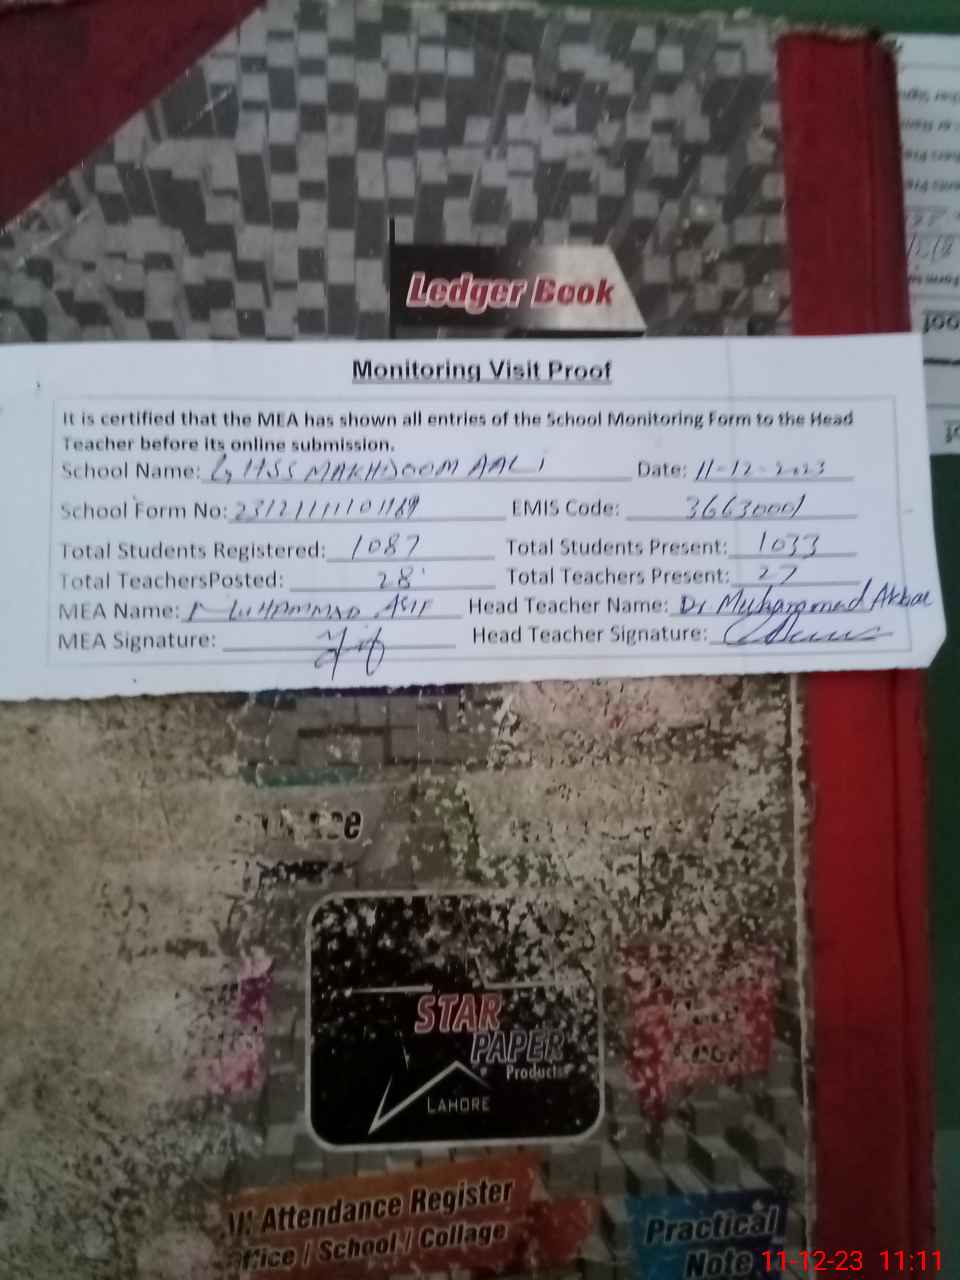 Ledger Book
Monitoring Visit Proof
It is certified that the MEA has shown all entries of the School Monitoring Form to the Head
Teacher before its online submission.
School Name: GHSS MAKHDOOM AALI Date: 11-12-2023
School Form No: EMIS Code: 36630001
Total Students Registered: 1087 Total Students Present: 1033
Total TeachersPosted: 28 Total Teachers Present: 27
MEA Name: MUHAMMAD ASIF Head Teacher Name: Dr Muhammad Akbar
MEA Signature: Head Teacher Signature:
STAR
PAPER
Products
LAHORE
Attendance Register
Office / School / Collage
Practical
Note
11-12-23 11:11